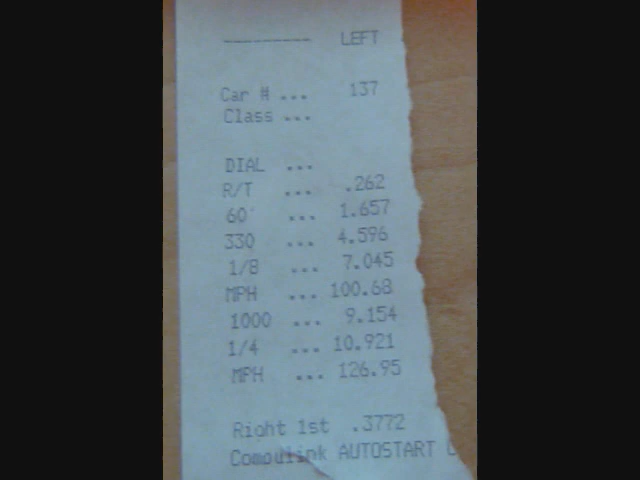 --------- LEFT
Car # ... 137
Class ...
DIAL ...
R/T ... .262
60' ... 1.657
330 ... 4.596
1/8 ... 7.045
MPH ... 100.68
1000 ... 9.154
1/4 ... 10.921
MPH ... 126.95
Right 1st .3772
Compulink AUTOSTART